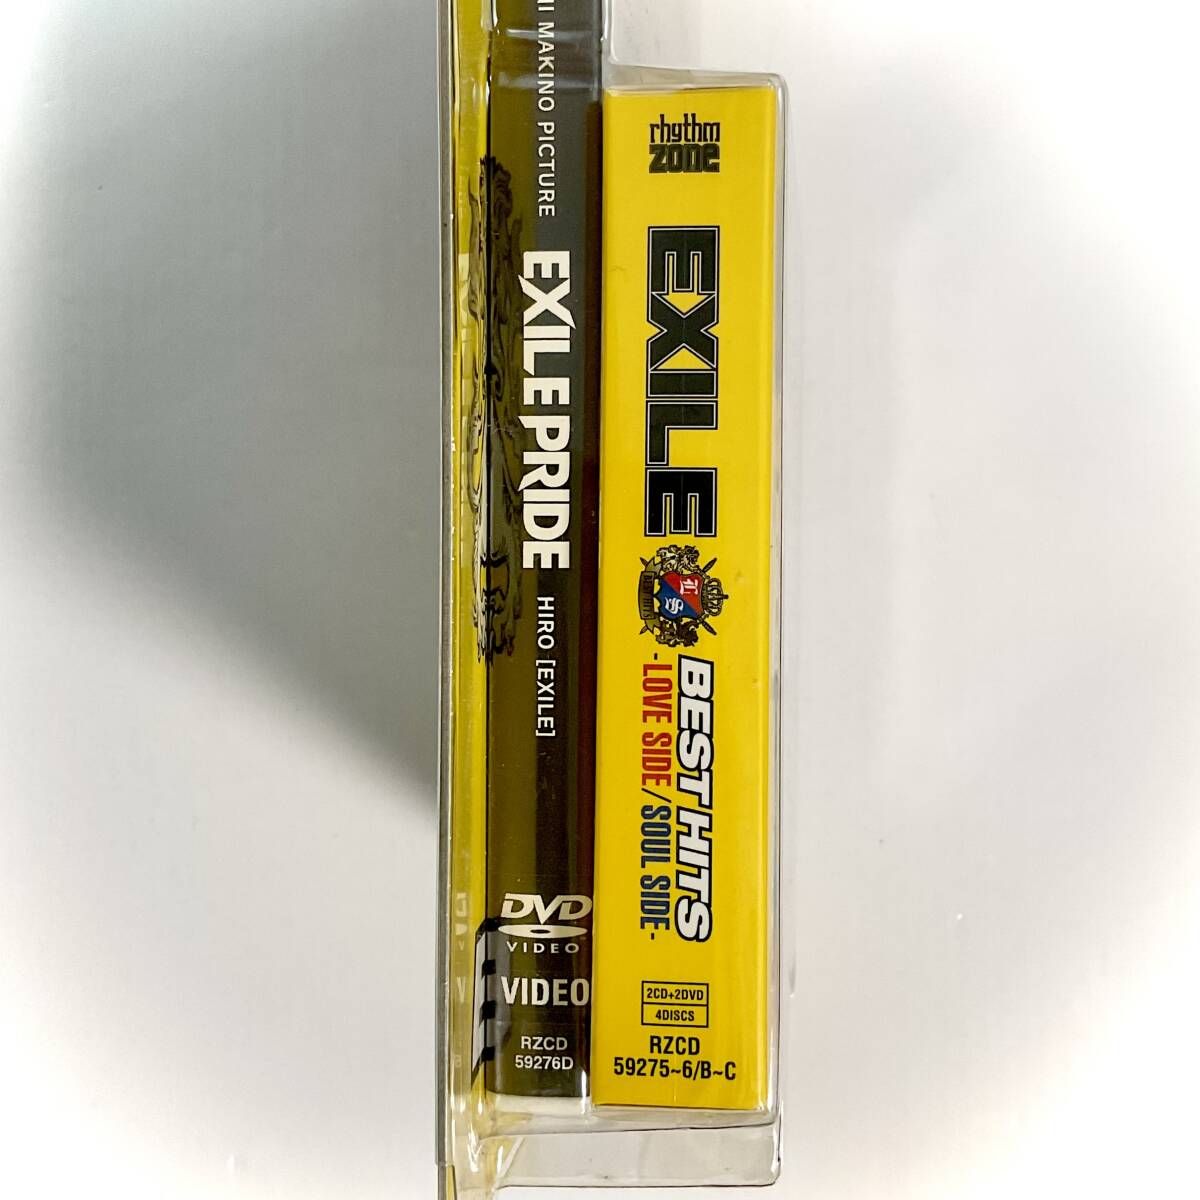 MAKINO PICTURE
EXILE PRIDE
HIRO [EXILE]
DVD
VIDEO
VIDEO
RZCD
59276D
rhythm
zone
EXILE
BEST HITS
-LOVE SIDE/SOUL SIDE-
2CD+2DVD
4DISCS
RZCD
59275~6/B~C